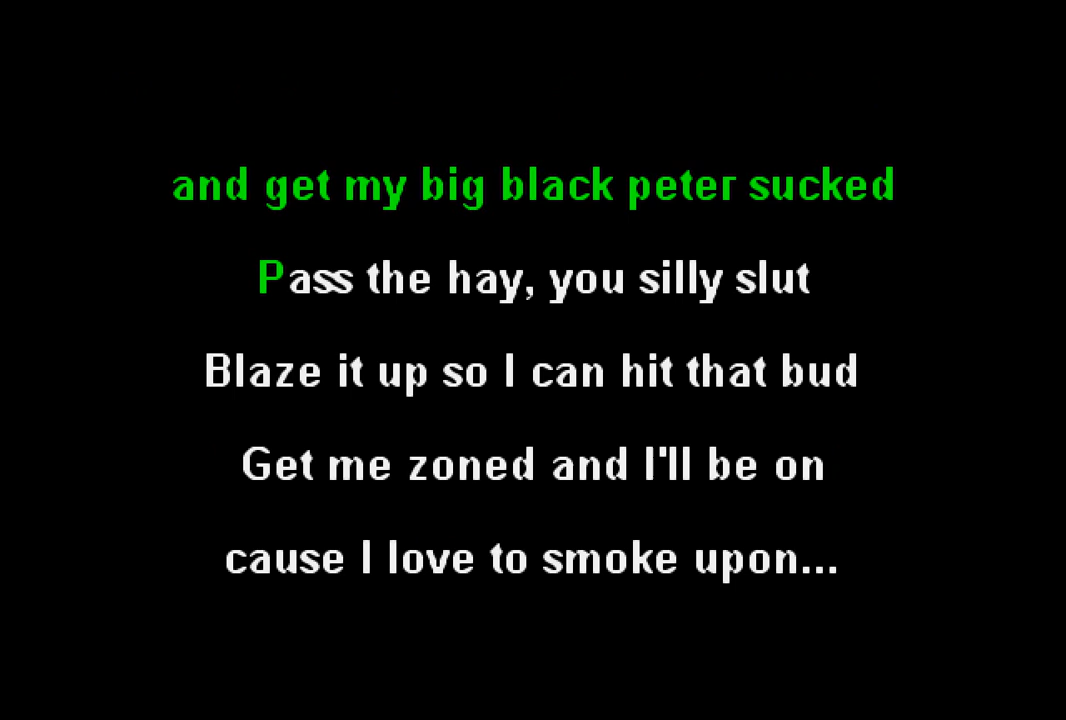 and get my big black peter sucked
Pass the hay, you silly slut
Blaze it up so I can hit that bud
Get me zoned and I'll be on
cause I love to smoke upon...